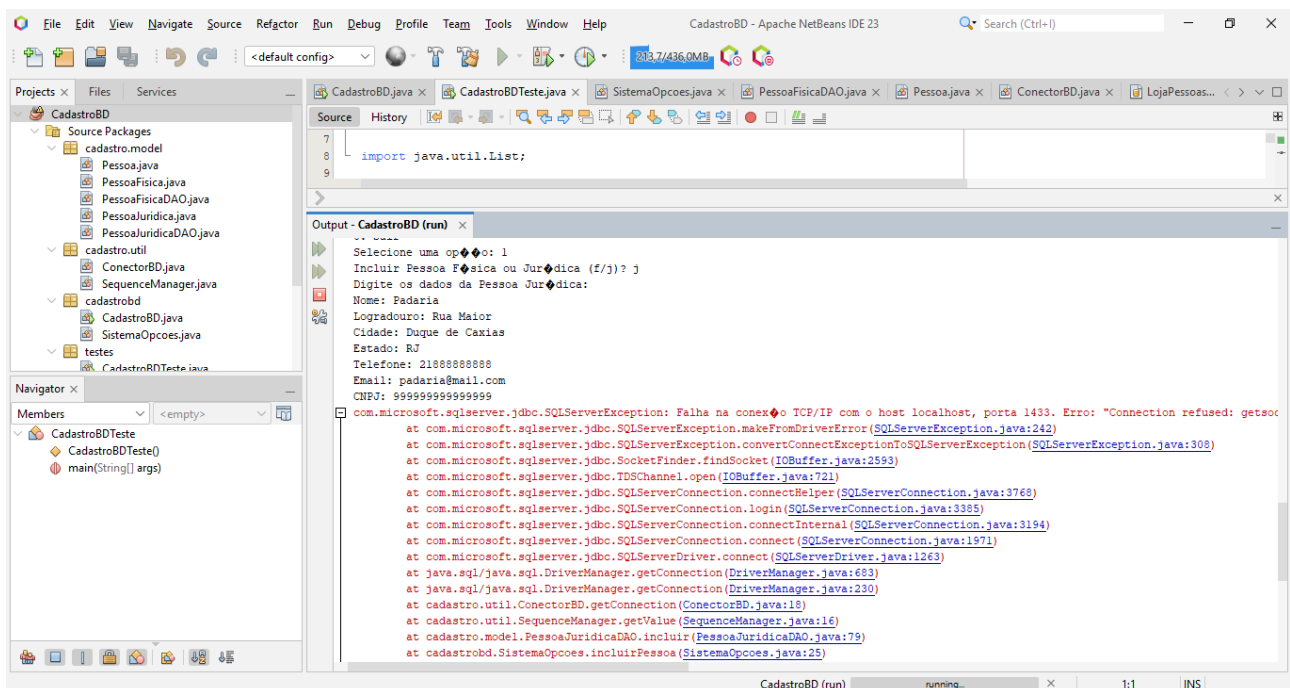 File Edit View Navigate Source Refactor Run Debug Profile Team Tools Window Help CadastroBD - Apache NetBeans IDE 23 Search (Ctrl+I)
<default config> 213,7/436,0MB
Projects Files Services
CadastroBD
Source Packages
cadastro.model
Pessoa.java
PessoaFisica.java
PessoaFisicaDAO.java
PessoaJuridica.java
PessoaJuridicaDAO.java
cadastro.util
ConectorBD.java
SequenceManager.java
cadastrobd
CadastroBD.java
SistemaOpcoes.java
testes
CadastroBDTeste.java
Navigator
Members <empty>
CadastroBDTeste
CadastroBDTeste()
main(String[] args)
CadastroBD.java CadastroBDTeste.java SistemaOpcoes.java PessoaFisicaDAO.java Pessoa.java ConectorBD.java LojaPessoas...
Source History
7
8 import java.util.List;
9
Output - CadastroBD (run)
Selecione uma op��o: 1
Incluir Pessoa F�sica ou Jur�dica (f/j)? j
Digite os dados da Pessoa Jur�dica:
Nome: Padaria
Logradouro: Rua Maior
Cidade: Duque de Caxias
Estado: RJ
Telefone: 21888888888
Email: padaria@mail.com
CNPJ: 999999999999999
com.microsoft.sqlserver.jdbc.SQLServerException: Falha na conex�o TCP/IP com o host localhost, porta 1433. Erro: "Connection refused: getsoc
at com.microsoft.sqlserver.jdbc.SQLServerException.makeFromDriverError(SQLServerException.java:242)
at com.microsoft.sqlserver.jdbc.SQLServerException.convertConnectExceptionToSQLServerException(SQLServerException.java:308)
at com.microsoft.sqlserver.jdbc.SocketFinder.findSocket(IOBuffer.java:2593)
at com.microsoft.sqlserver.jdbc.TDSChannel.open(IOBuffer.java:721)
at com.microsoft.sqlserver.jdbc.SQLServerConnection.connectHelper(SQLServerConnection.java:3768)
at com.microsoft.sqlserver.jdbc.SQLServerConnection.login(SQLServerConnection.java:3385)
at com.microsoft.sqlserver.jdbc.SQLServerConnection.connectInternal(SQLServerConnection.java:3194)
at com.microsoft.sqlserver.jdbc.SQLServerConnection.connect(SQLServerConnection.java:1971)
at com.microsoft.sqlserver.jdbc.SQLServerDriver.connect(SQLServerDriver.java:1263)
at java.sql/java.sql.DriverManager.getConnection(DriverManager.java:683)
at java.sql/java.sql.DriverManager.getConnection(DriverManager.java:230)
at cadastro.util.ConectorBD.getConnection(ConectorBD.java:18)
at cadastro.util.SequenceManager.getValue(SequenceManager.java:16)
at cadastro.model.PessoaJuridicaDAO.incluir(PessoaJuridicaDAO.java:79)
at cadastrobd.SistemaOpcoes.incluirPessoa(SistemaOpcoes.java:25)
CadastroBD (run) running... 1:1 INS